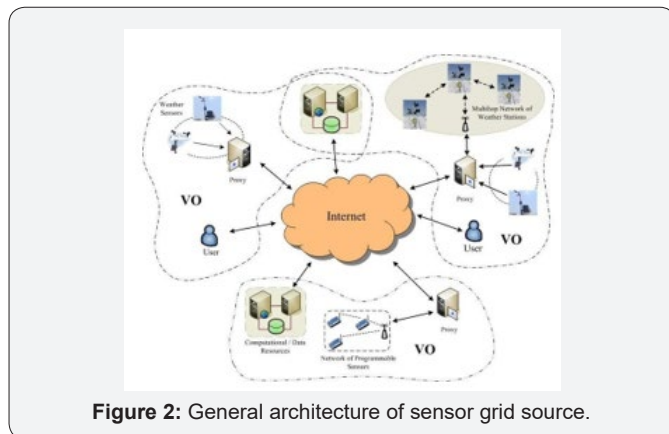 Weather
Sensors
Proxy
VO
User
Internet
Multihop Network of
Weather Stations
Proxy
User
VO
Computational / Data
Resources
Network of Programmable
Sensors
Proxy
VO
Figure 2: General architecture of sensor grid source.